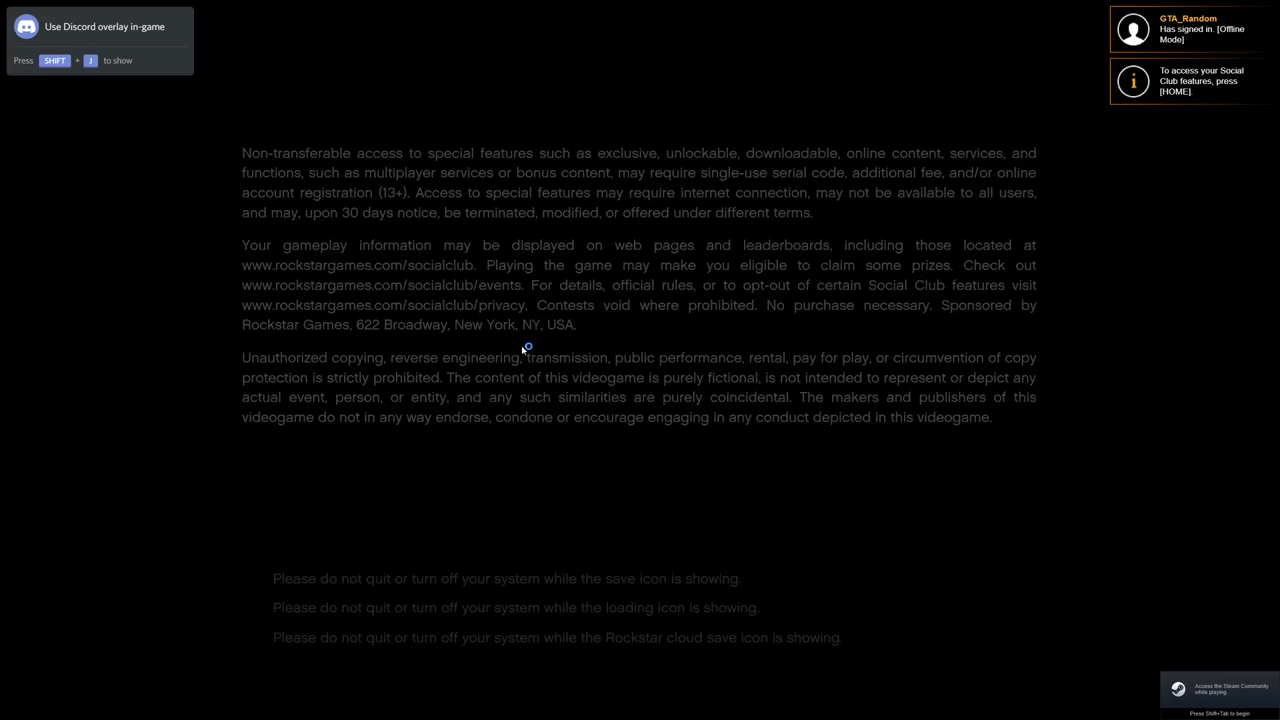 Use Discord overlay in-game
Press SHIFT + J to show
GTA_Random
Has signed in. [Offline
Mode]
To access your Social
Club features, press
[HOME].
Non-transferable access to special features such as exclusive, unlockable, downloadable, online content, services, and
functions, such as multiplayer services or bonus content, may require single-use serial code, additional fee, and/or online
account registration (13+). Access to special features may require internet connection, may not be available to all users,
and may, upon 30 days notice, be terminated, modified, or offered under different terms.
Your gameplay information may be displayed on web pages and leaderboards, including those located at
www.rockstargames.com/socialclub. Playing the game may make you eligible to claim some prizes. Check out
www.rockstargames.com/socialclub/events. For details, official rules, or to opt-out of certain Social Club features visit
www.rockstargames.com/socialclub/privacy. Contests void where prohibited. No purchase necessary. Sponsored by
Rockstar Games, 622 Broadway, New York, NY, USA.
Unauthorized copying, reverse engineering, transmission, public performance, rental, pay for play, or circumvention of copy
protection is strictly prohibited. The content of this videogame is purely fictional, is not intended to represent or depict any
actual event, person, or entity, and any such similarities are purely coincidental. The makers and publishers of this
videogame do not in any way endorse, condone or encourage engaging in any conduct depicted in this videogame.
Please do not quit or turn off your system while the save icon is showing.
Please do not quit or turn off your system while the loading icon is showing.
Please do not quit or turn off your system while the Rockstar cloud save icon is showing.
Access the Steam Community
while playing.
Press Shift+Tab to begin